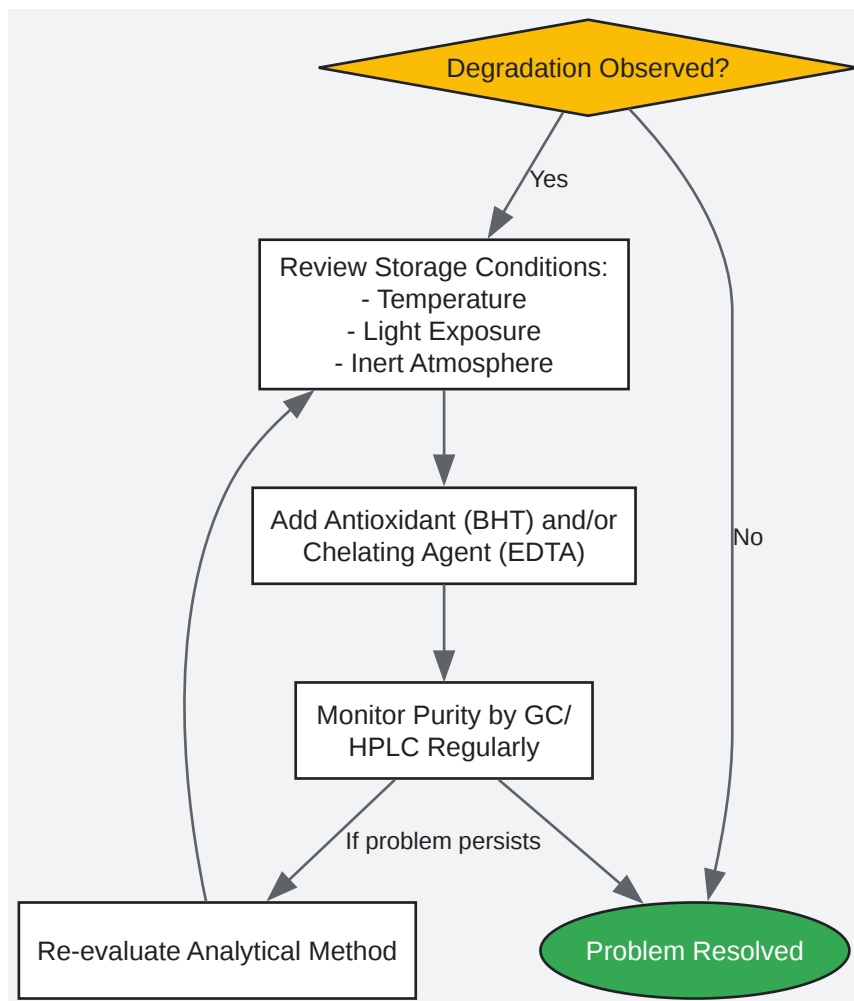 Degradation Observed?
Yes
Review Storage Conditions:
- Temperature
- Light Exposure
- Inert Atmosphere
Add Antioxidant (BHT) and/or
Chelating Agent (EDTA)
No
Monitor Purity by GC/
HPLC Regularly
If problem persists
Re-evaluate Analytical Method
Problem Resolved